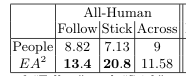 All-Human
Follow Stick Across
People 8.82 7.13 9
EA² 13.4 20.8 11.58